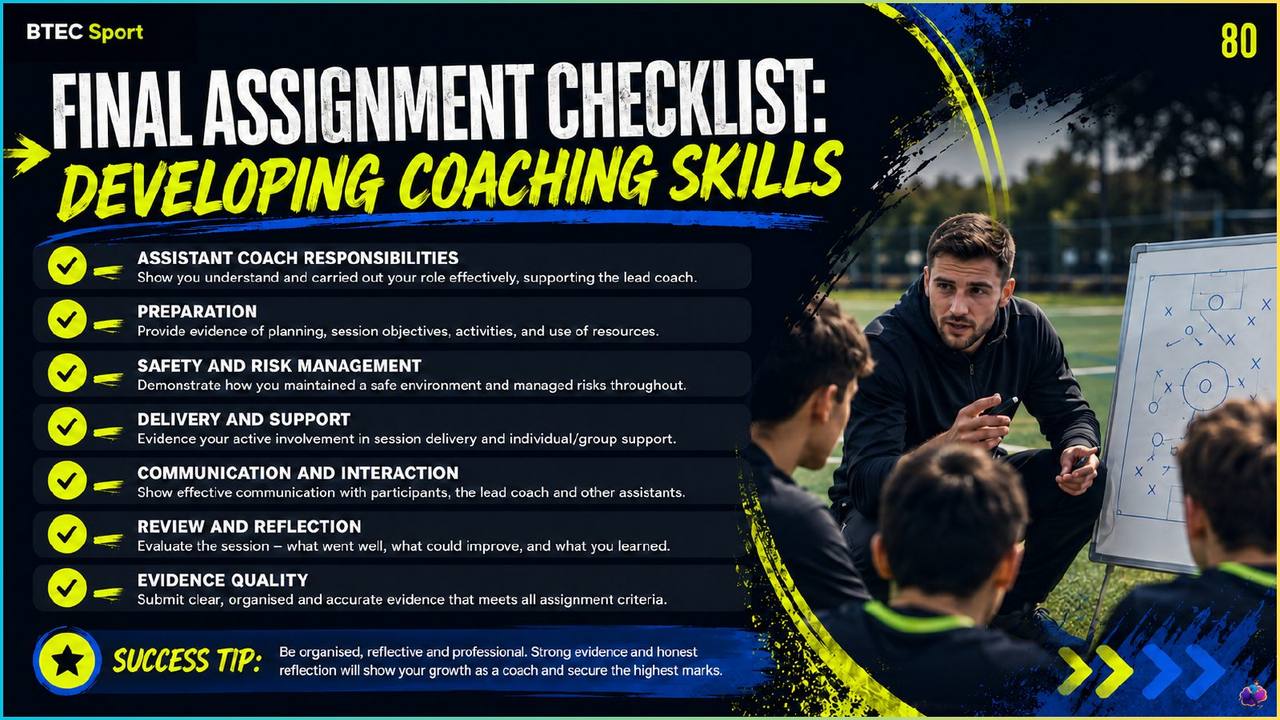 BTEC Sport
80
FINAL ASSIGNMENT CHECKLIST:
DEVELOPING COACHING SKILLS
ASSISTANT COACH RESPONSIBILITIES
Show you understand and carried out your role effectively, supporting the lead coach.
PREPARATION
Provide evidence of planning, session objectives, activities, and use of resources.
SAFETY AND RISK MANAGEMENT
Demonstrate how you maintained a safe environment and managed risks throughout.
DELIVERY AND SUPPORT
Evidence your active involvement in session delivery and individual/group support.
COMMUNICATION AND INTERACTION
Show effective communication with participants, the lead coach and other assistants.
REVIEW AND REFLECTION
Evaluate the session – what went well, what could improve, and what you learned.
EVIDENCE QUALITY
Submit clear, organised and accurate evidence that meets all assignment criteria.
SUCCESS TIP:
Be organised, reflective and professional. Strong evidence and honest
reflection will show your growth as a coach and secure the highest marks.